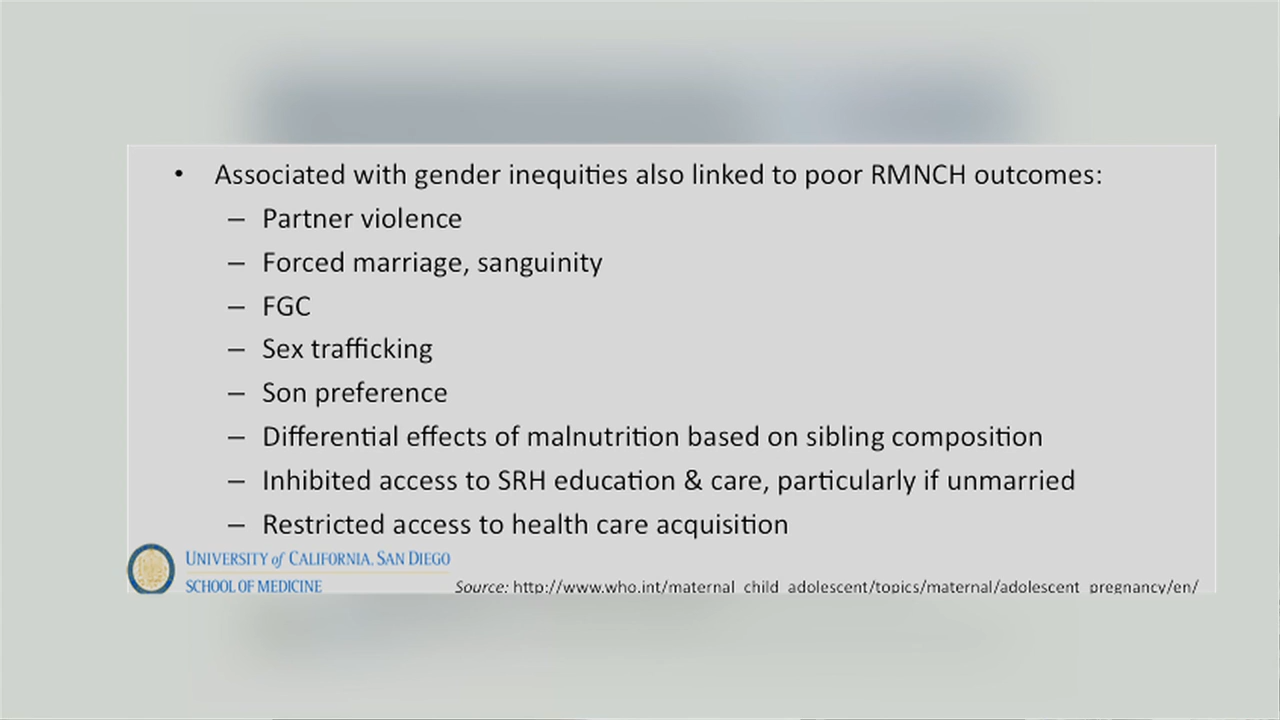 • Associated with gender inequities also linked to poor RMNCH outcomes:
– Partner violence
– Forced marriage, sanguinity
– FGC
– Sex trafficking
– Son preference
– Differential effects of malnutrition based on sibling composition
– Inhibited access to SRH education & care, particularly if unmarried
– Restricted access to health care acquisition
UNIVERSITY of CALIFORNIA, SAN DIEGO
SCHOOL OF MEDICINE
Source: http://www.who.int/maternal_child_adolescent/topics/maternal/adolescent_pregnancy/en/